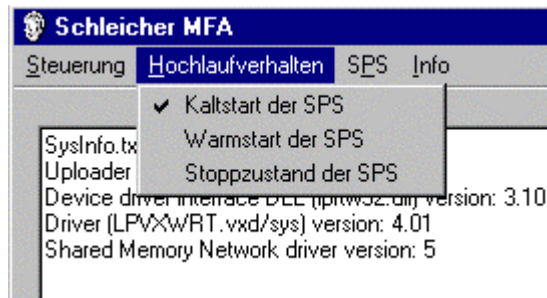 Schleicher MFA
Steuerung Hochlaufverhalten SPS Info
Kaltstart der SPS
Warmstart der SPS
Stoppzustand der SPS
SysInfo.tx
Uploader
Device driver interface DLL version: 3.10
Driver (LPVXWRT.vxd/sys) version: 4.01
Shared Memory Network driver version: 5